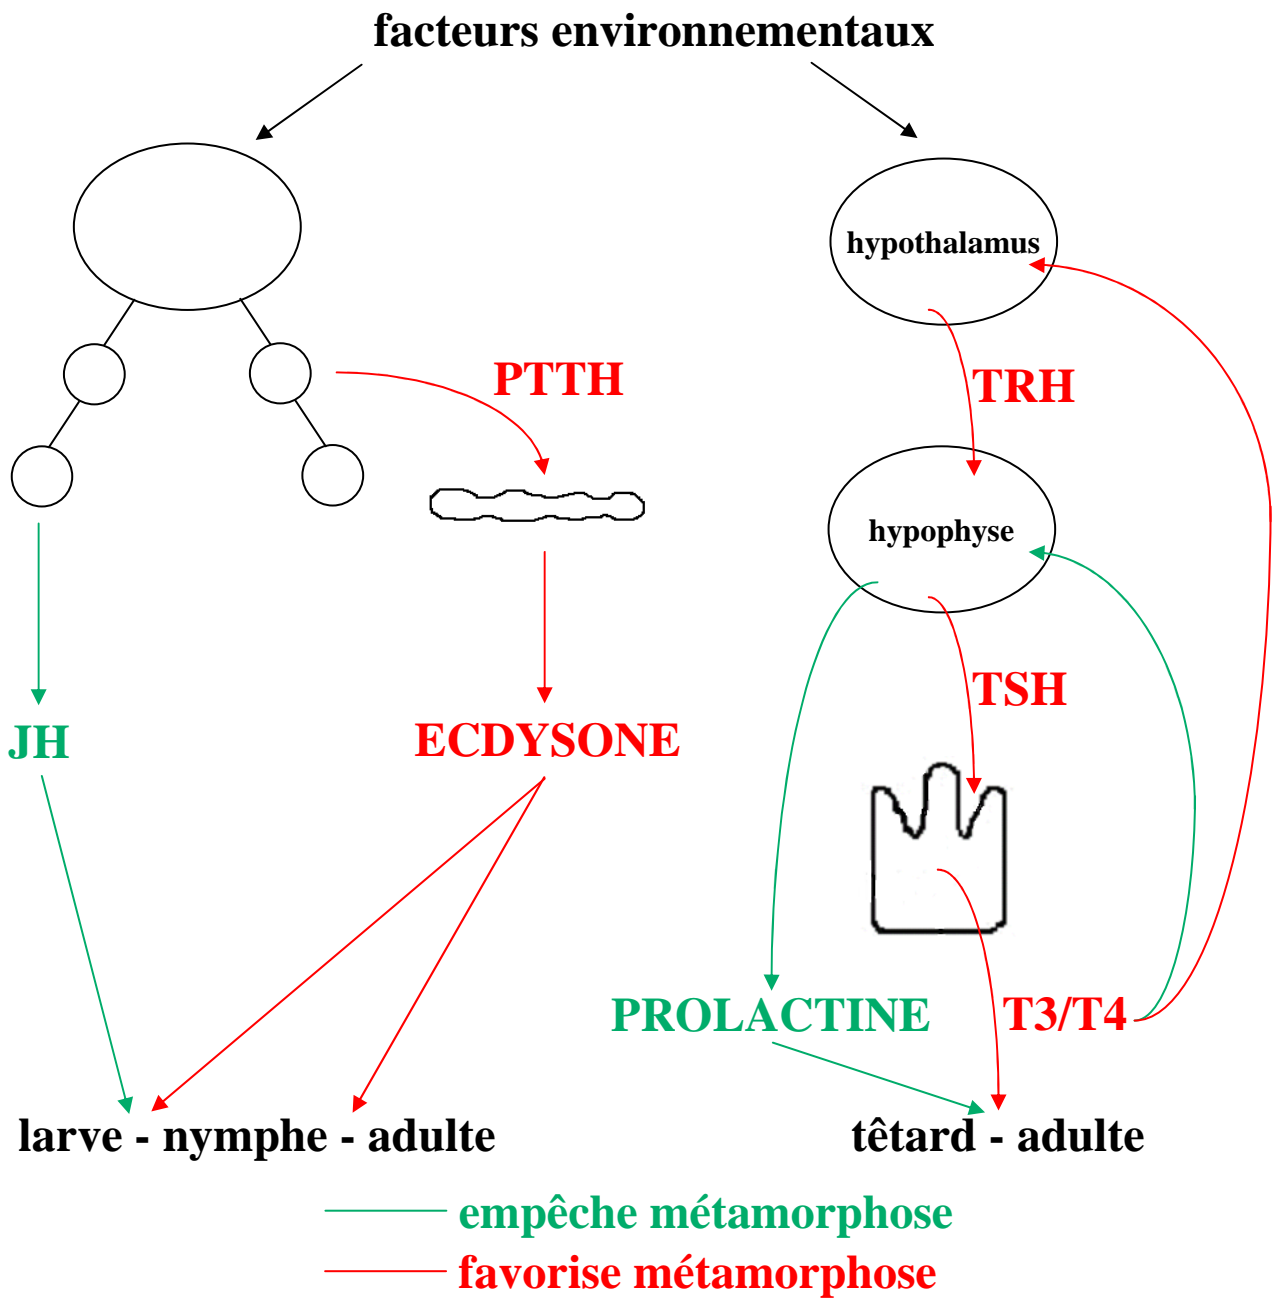 facteurs environnementaux
hypothalamus
PTTH
TRH
hypophyse
TSH
JH
ECDYSONE
PROLACTINE
T3/T4
larve - nymphe - adulte
têtard - adulte
empêche métamorphose
favorise métamorphose